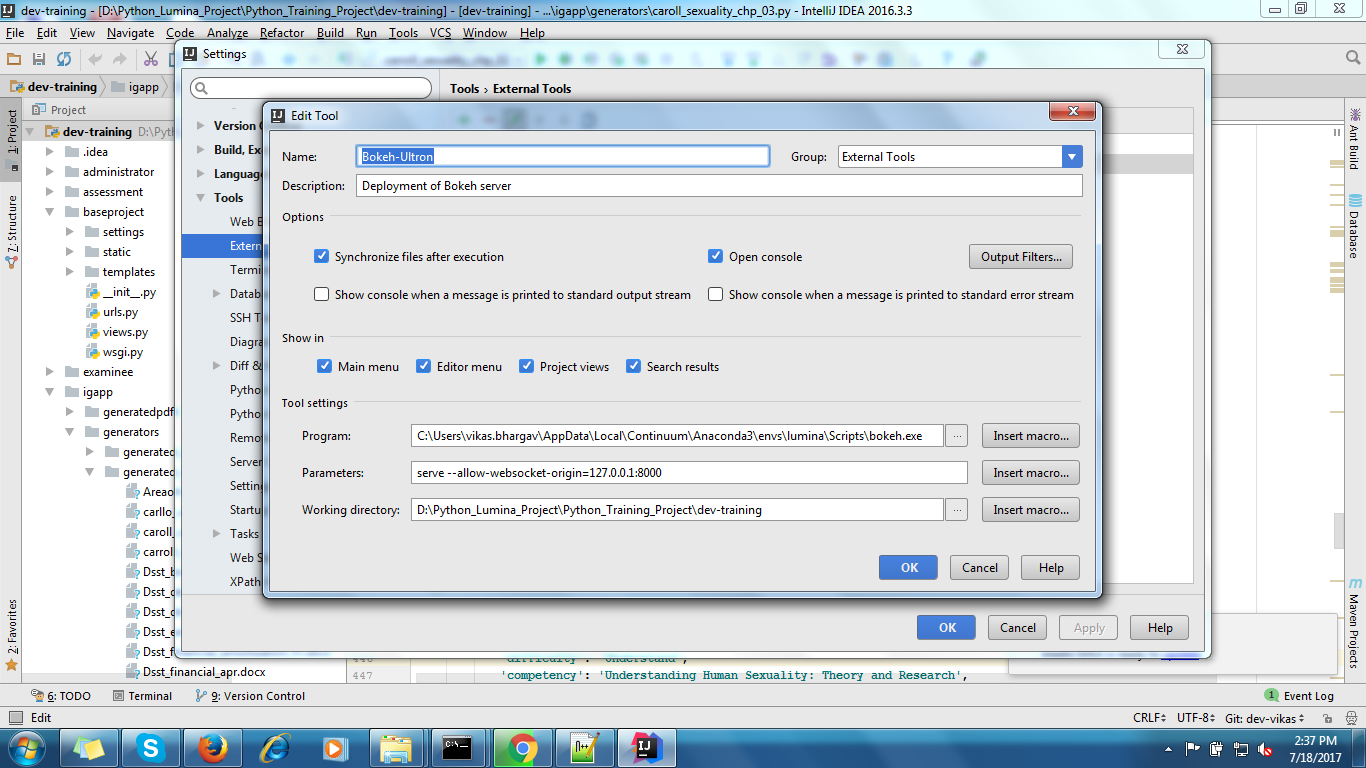 dev-training - [D:\Python_Lumina_Project\Python_Training_Project\dev-training] - [dev-training] - ...\igapp\generators\caroll_sexuality_chp_03.py - IntelliJ IDEA 2016.3.3
File Edit View Navigate Code Analyze Refactor Build Run Tools VCS Window Help
Settings
dev-training igapp
Tools › External Tools
Project
Edit Tool
1: Project
7: Structure
2: Favorites
dev-training D:\Pyth
.idea
administrator
assessment
baseproject
settings
static
templates
__init__.py
urls.py
views.py
wsgi.py
examinee
igapp
generatedpdf
generators
generated
generated
Areao
carllo_
caroll_
carrol
Dsst_b
Dsst_d
Dsst_d
Dsst_e
Dsst_f
Dsst_financial_apr.docx
Version C
Build, Ex
Language
Tools
Web B
Extern
Termi
Datab
SSH T
Diagra
Diff &
Pytho
Pytho
Remot
Server
Setting
Startu
Tasks
Web S
XPath
Name: Bokeh-Ultron Group: External Tools
Description: Deployment of Bokeh server
Options
Synchronize files after execution Open console Output Filters...
Show console when a message is printed to standard output stream Show console when a message is printed to standard error stream
Show in
Main menu Editor menu Project views Search results
Tool settings
Program: C:\Users\vikas.bhargav\AppData\Local\Continuum\Anaconda3\envs\lumina\Scripts\bokeh.exe ... Insert macro...
Parameters: serve --allow-websocket-origin=127.0.0.1:8000 Insert macro...
Working directory: D:\Python_Lumina_Project\Python_Training_Project\dev-training ... Insert macro...
OK Cancel Help
OK Cancel Apply Help
Ant Build
Database
Maven Projects
447 'competency': 'Understanding Human Sexuality: Theory and Research',
6: TODO Terminal 9: Version Control 1 Event Log
Edit CRLF UTF-8 Git: dev-vikas
2:37 PM
7/18/2017